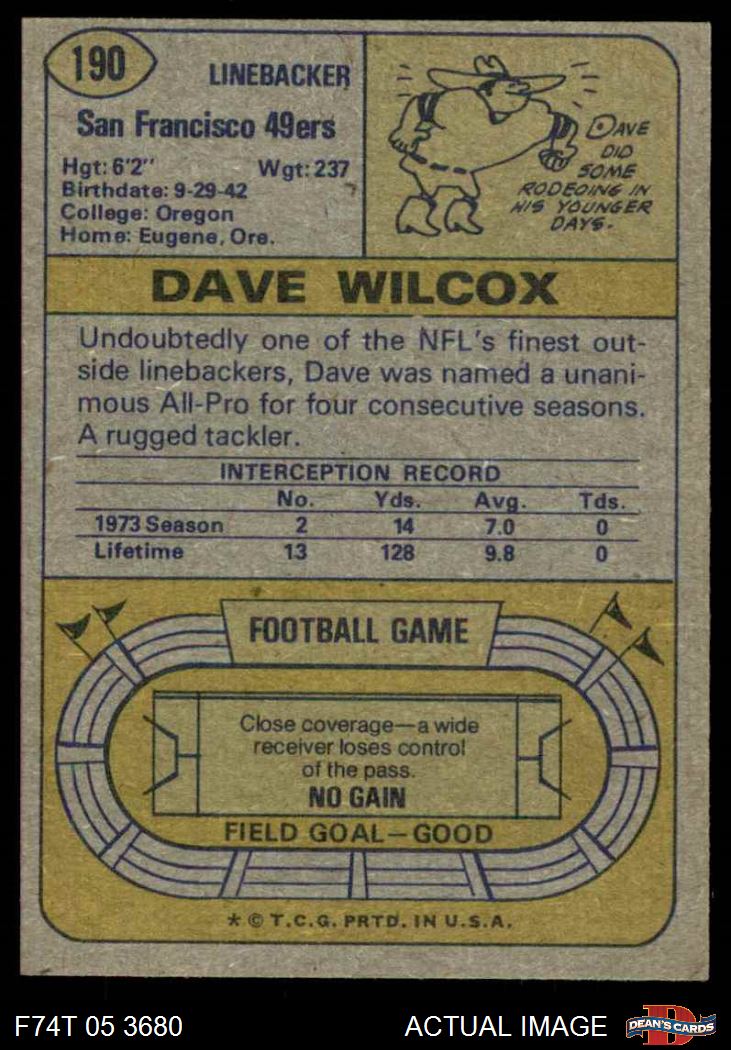 190
LINEBACKER
San Francisco 49ers
Hgt: 6'2" Wgt: 237
Birthdate: 9-29-42
College: Oregon
Home: Eugene, Ore.
DAVE
DID
SOME
RODEOING IN
HIS YOUNGER
DAYS.
DAVE WILCOX
Undoubtedly one of the NFL's finest out-
side linebackers, Dave was named a unani-
mous All-Pro for four consecutive seasons.
A rugged tackler.
INTERCEPTION RECORD
No. Yds. Avg. Tds.
1973 Season 2 14 7.0 0
Lifetime 13 128 9.8 0
FOOTBALL GAME
Close coverage—a wide
receiver loses control
of the pass.
NO GAIN
FIELD GOAL—GOOD
* © T.C.G. PRTD. IN U.S.A.
F74T 05 3680 ACTUAL IMAGE
D
DEAN'S CARDS